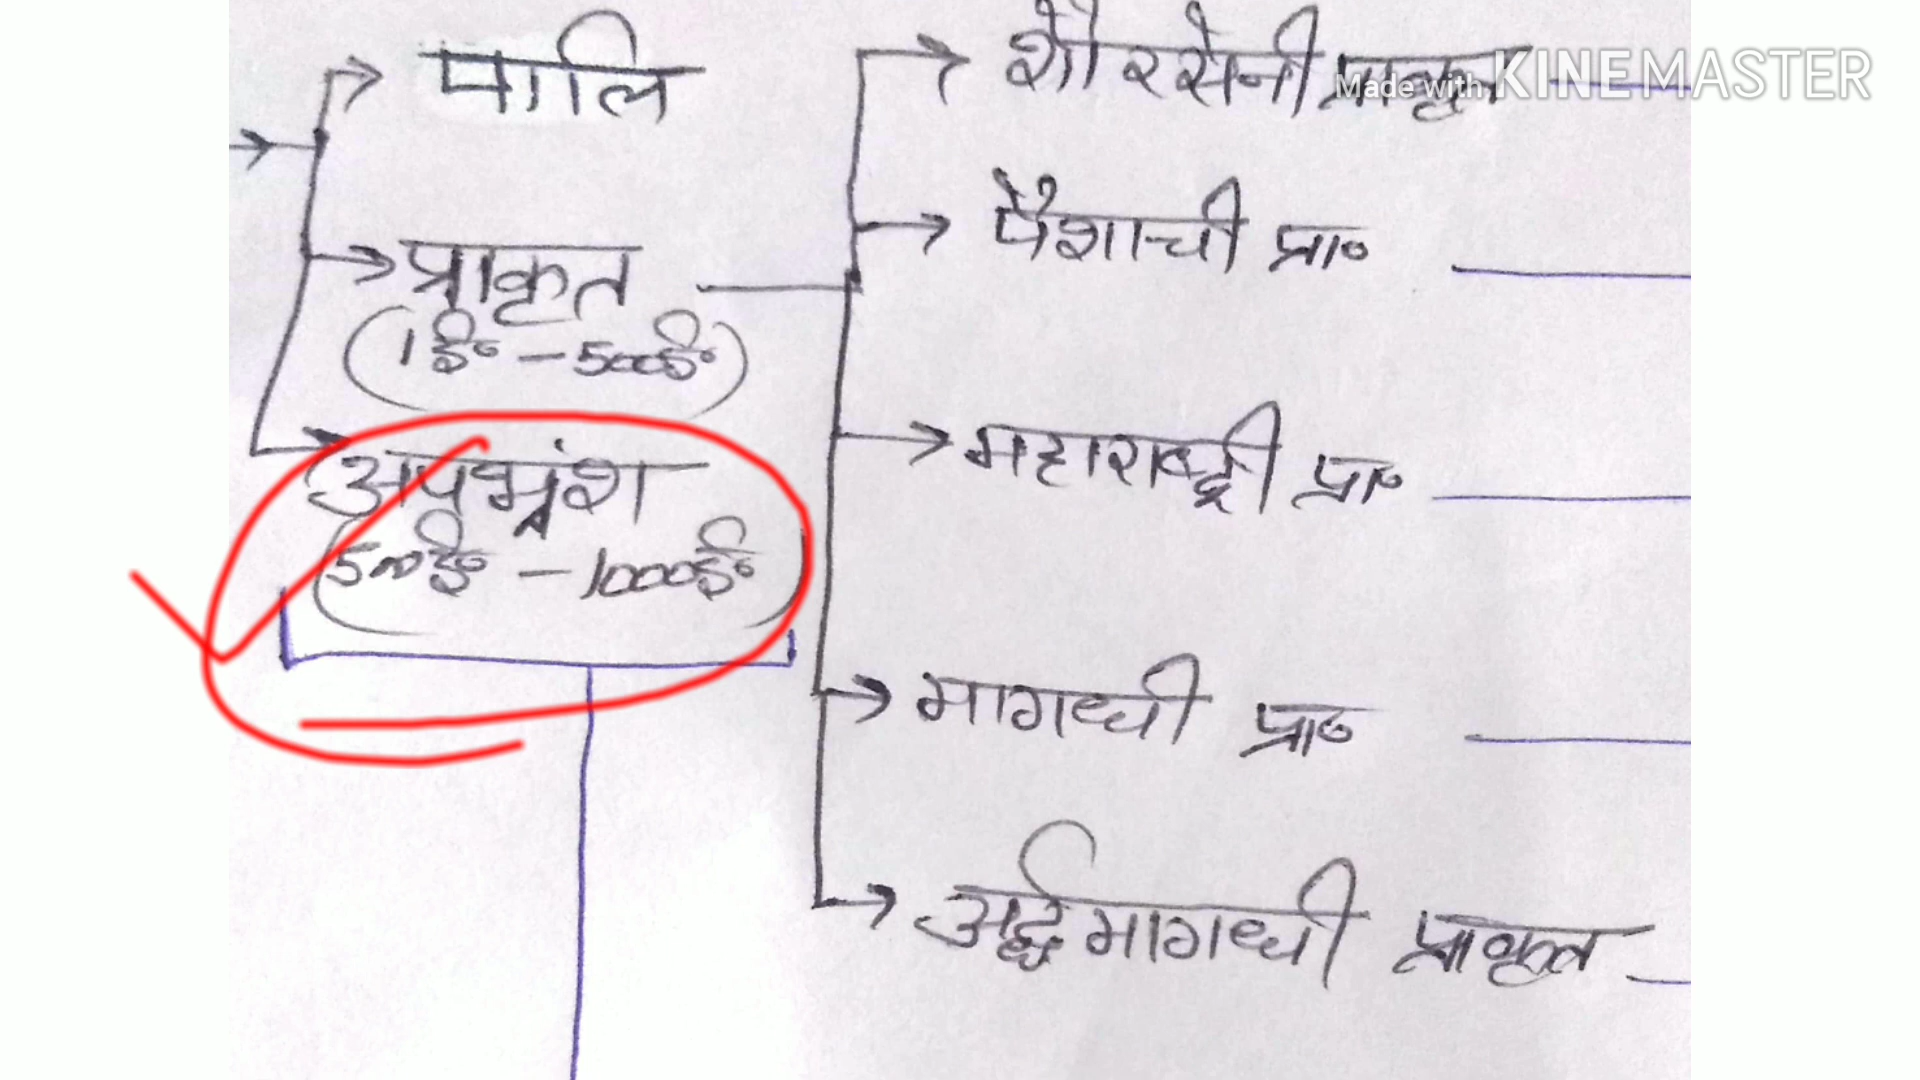 पालि
प्राकृत
(1ई० – 500ई०)
अपभ्रंश
(500ई० – 1000ई०)
शौरसेनी प्राकृत
पैशाची प्रा०
महाराष्ट्री प्रा०
मागधी प्रा०
अर्द्धमागधी प्राकृत
Made with KINEMASTER